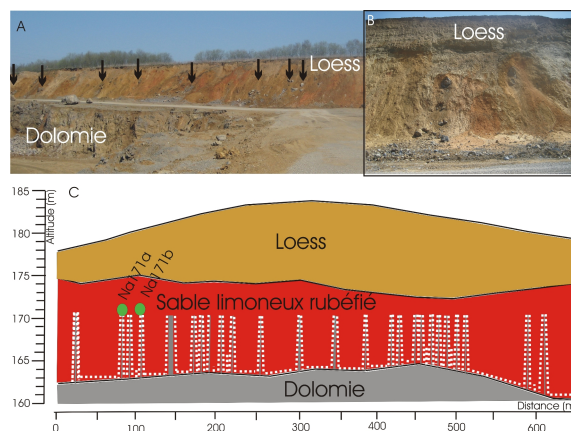 A
Loess
Dolomie
B
Loess
C
185
180
175
170
165
160
Altitude (m)
Na171a
Na171b
Loess
Sable limoneux rubéfié
Dolomie
Distance (m
0
100
200
300
400
500
600